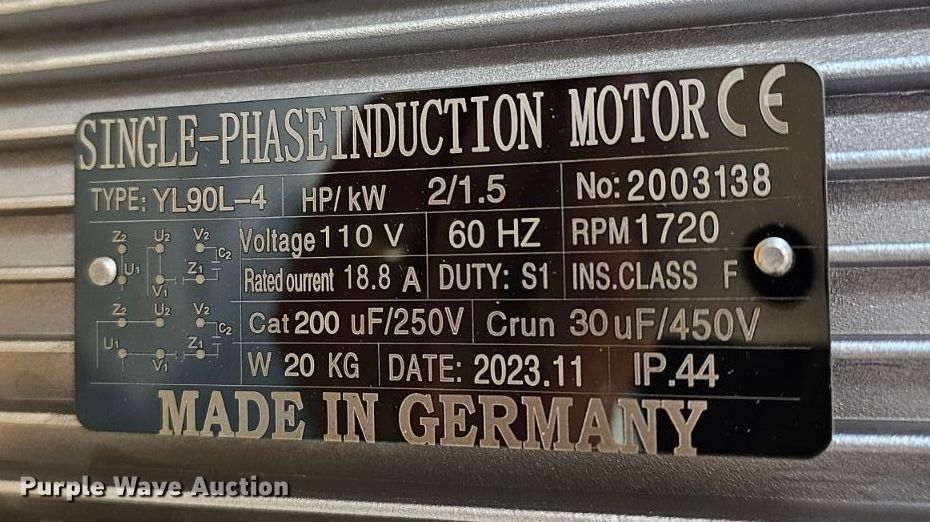 SINGLE-PHASEINDUCTION MOTOR CE
TYPE: YL90L-4 HP/kW 2/1.5 No: 2003138
Voltage 110 V 60 HZ RPM 1720
Rated ourrent 18.8 A DUTY: S1 INS.CLASS F
Cat 200 uF/250V Crun 30uF/450V
W 20 KG DATE: 2023.11 IP.44
Z2 U2 V2
C2
U1 V1 Z1
Z2 U2 V2
C2
U1 V1 Z1
MADE IN GERMANY
Purple Wave Auction